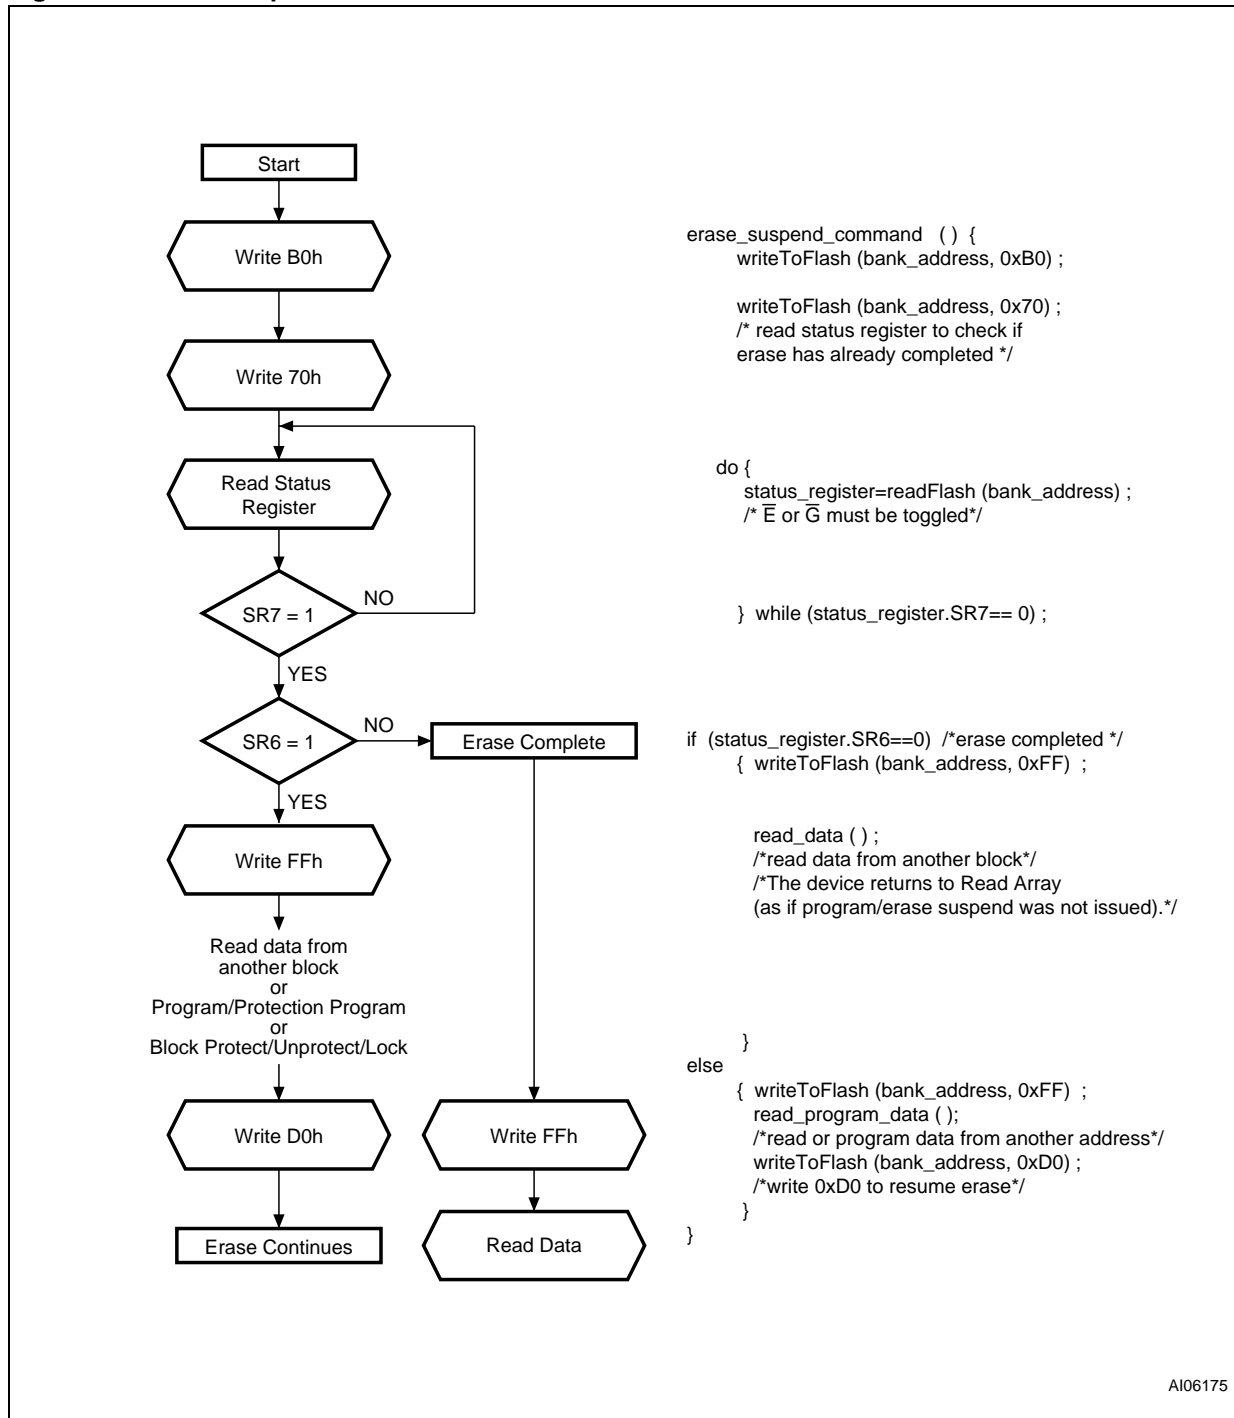 Start
Write B0h
Write 70h
Read Status
Register
SR7 = 1
NO
YES
SR6 = 1
NO
Erase Complete
YES
Write FFh
Read data from
another block
or
Program/Protection Program
or
Block Protect/Unprotect/Lock
Write D0h
Write FFh
Erase Continues
Read Data
erase_suspend_command ( ) {
writeToFlash (bank_address, 0xB0) ;
writeToFlash (bank_address, 0x70) ;
/* read status register to check if
erase has already completed */
do {
status_register=readFlash (bank_address) ;
/* E̅ or G̅ must be toggled*/
} while (status_register.SR7== 0) ;
if (status_register.SR6==0) /*erase completed */
{ writeToFlash (bank_address, 0xFF) ;
read_data ( ) ;
/*read data from another block*/
/*The device returns to Read Array
(as if program/erase suspend was not issued).*/
}
else
{ writeToFlash (bank_address, 0xFF) ;
read_program_data ( );
/*read or program data from another address*/
writeToFlash (bank_address, 0xD0) ;
/*write 0xD0 to resume erase*/
}
}
AI06175